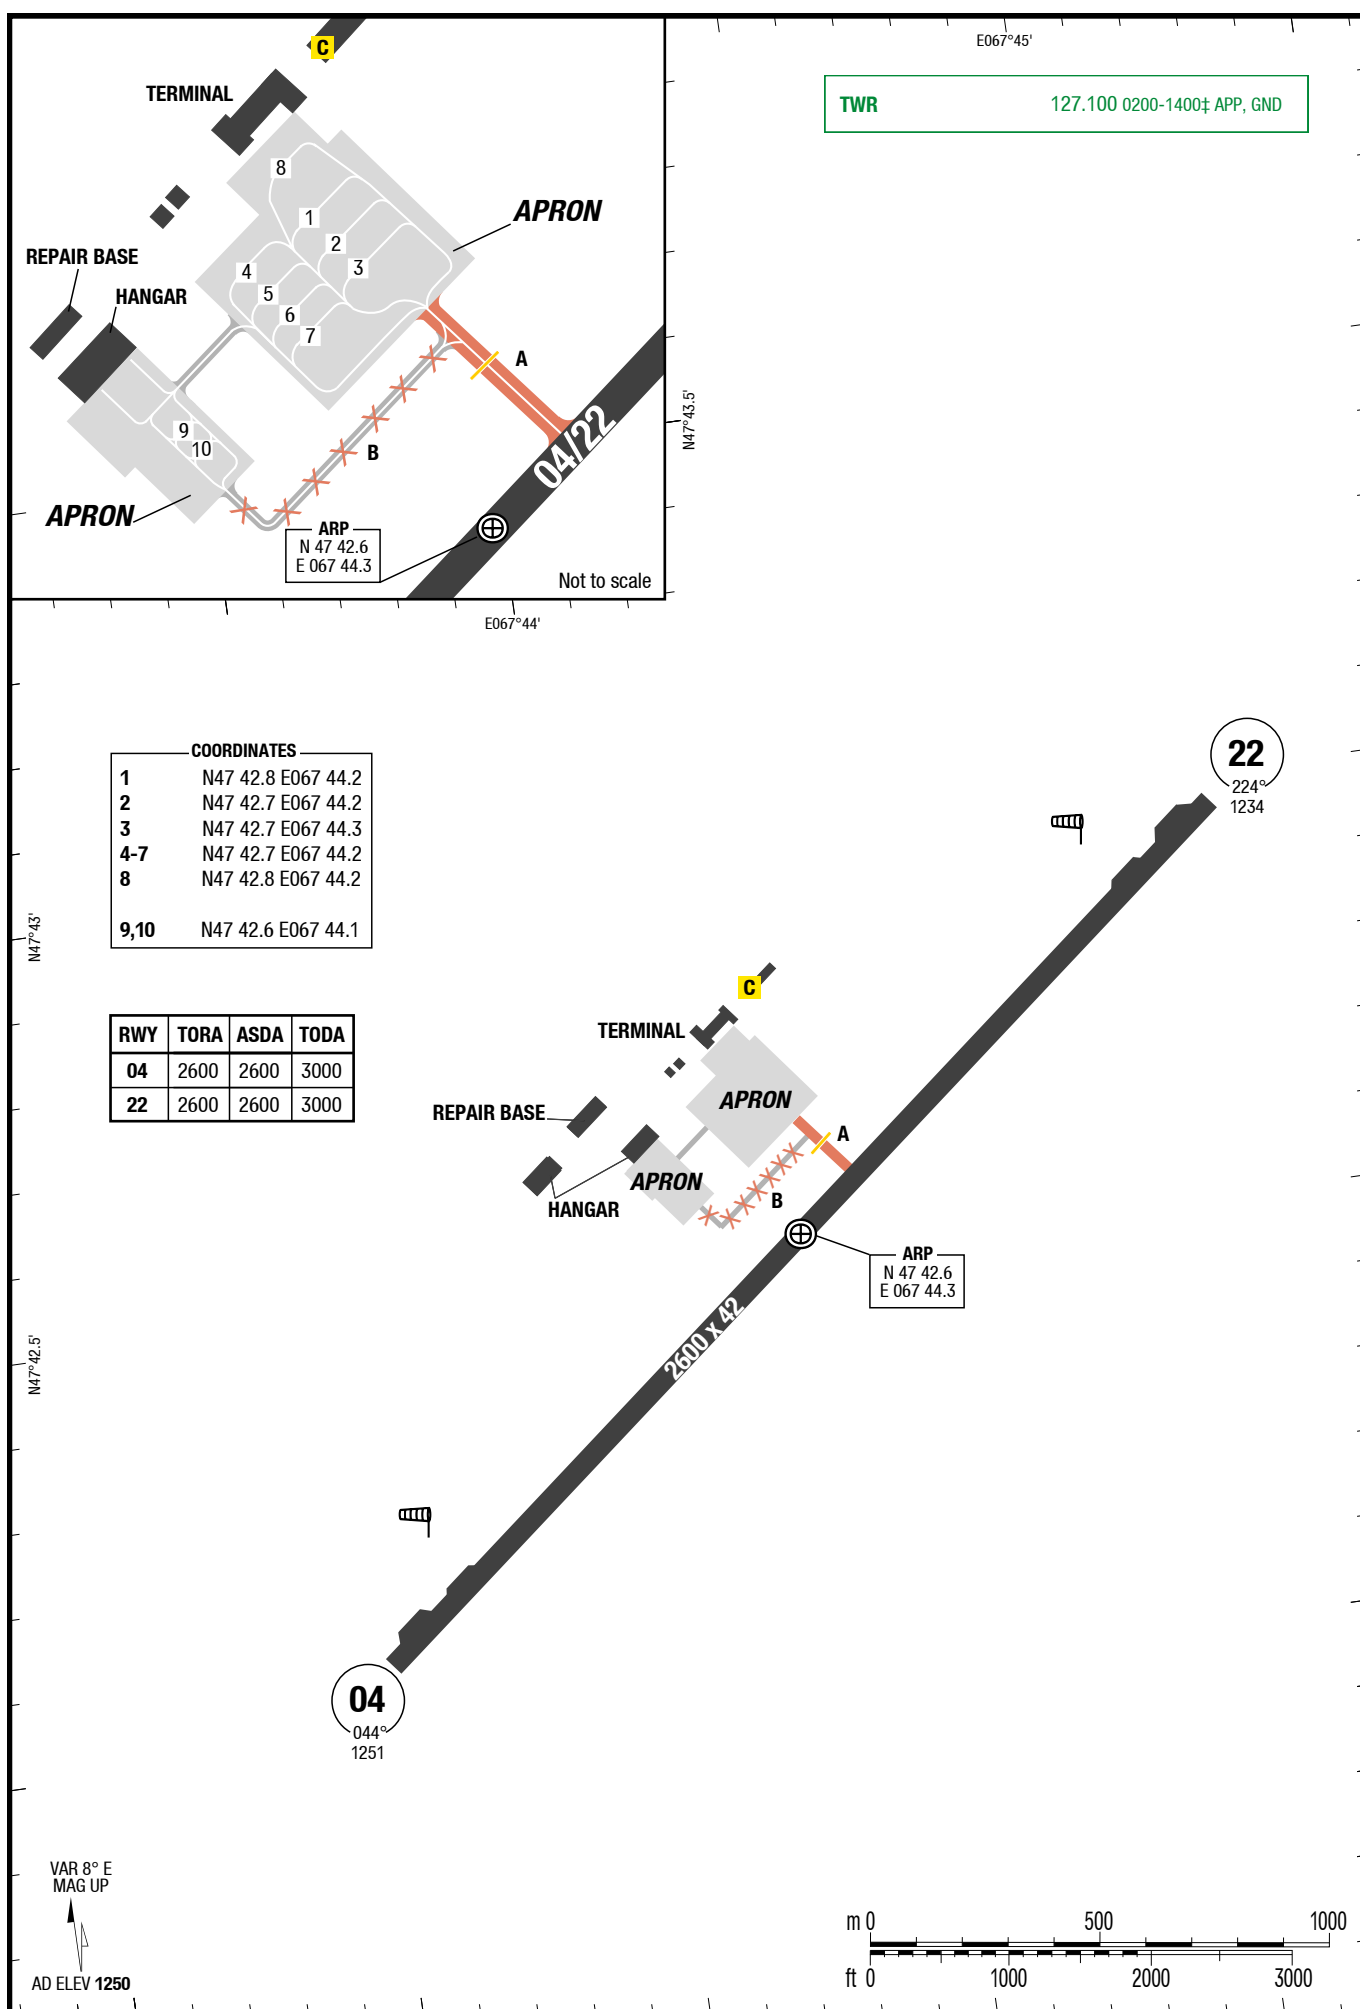 C
TERMINAL
8
APRON
1
2
3
REPAIR BASE
4
HANGAR
5
6
7
A
04/22
9
10
B
APRON
ARP
N 47 42.6
E 067 44.3
Not to scale
E067°45'
TWR 127.100 0200-1400‡ APP, GND
N47°43.5'
E067°44'
COORDINATES
1 N47 42.8 E067 44.2
2 N47 42.7 E067 44.2
3 N47 42.7 E067 44.3
4-7 N47 42.7 E067 44.2
8 N47 42.8 E067 44.2
9,10 N47 42.6 E067 44.1
22
224°
1234
N47°43'
RWY TORA ASDA TODA
04 2600 2600 3000
22 2600 2600 3000
C
TERMINAL
APRON
REPAIR BASE
A
APRON
B
HANGAR
ARP
N 47 42.6
E 067 44.3
2600 x 42
N47°42.5'
04
044°
1251
VAR 8° E
MAG UP
AD ELEV 1250
m 0 500 1000
ft 0 1000 2000 3000